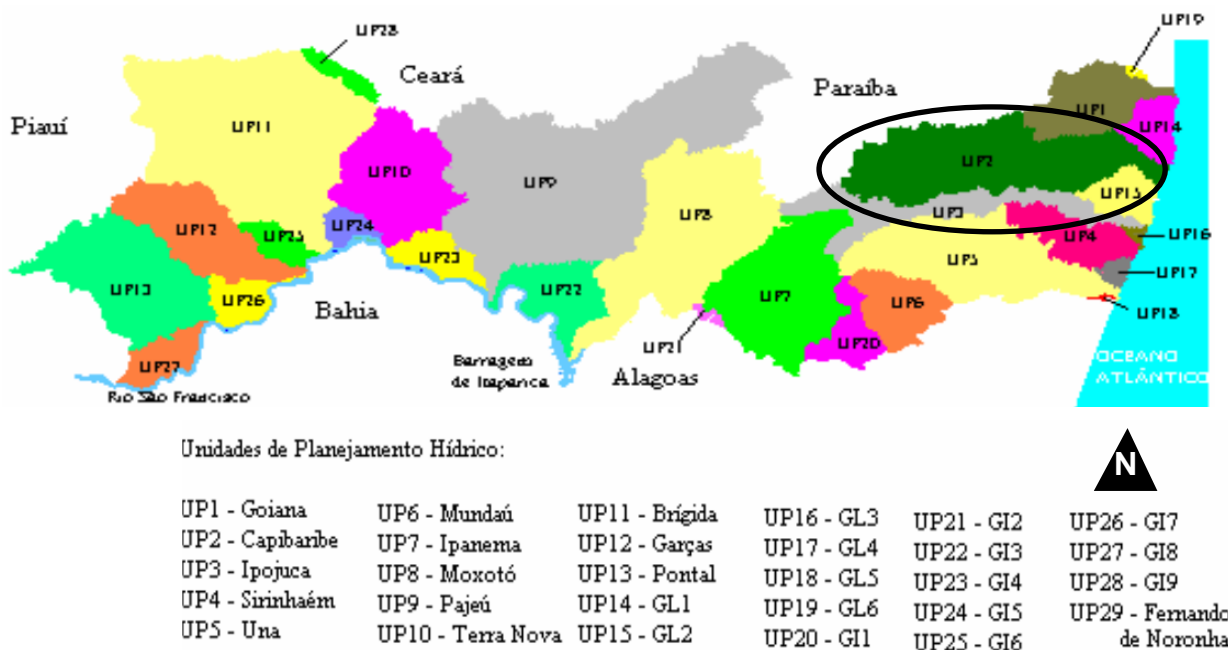 UP19
UP28
Ceará
Paraíba
Piauí
UP1
UP14
UP11
UP2
UP10
UP9
UP15
UP8
UP3
UP12
UP24
UP25
UP4
UP16
UP23
UP5
UP17
UP13
UP26
UP22
UP7
UP6
Bahia
UP18
UP21
UP20
UP27
Barragem
de Itaparica
Alagoas
OCEANO
ATLÂNTICO
Rio São Francisco
Unidades de Planejamento Hídrico:
N
UP1 - Goiana
UP2 - Capibaribe
UP3 - Ipojuca
UP4 - Sirinhaém
UP5 - Una
UP6 - Mundaú
UP7 - Ipanema
UP8 - Moxotó
UP9 - Pajeú
UP10 - Terra Nova
UP11 - Brígida
UP12 - Garças
UP13 - Pontal
UP14 - GL1
UP15 - GL2
UP16 - GL3
UP17 - GL4
UP18 - GL5
UP19 - GL6
UP20 - GI1
UP21 - GI2
UP22 - GI3
UP23 - GI4
UP24 - GI5
UP25 - GI6
UP26 - GI7
UP27 - GI8
UP28 - GI9
UP29 - Fernando
de Noronha